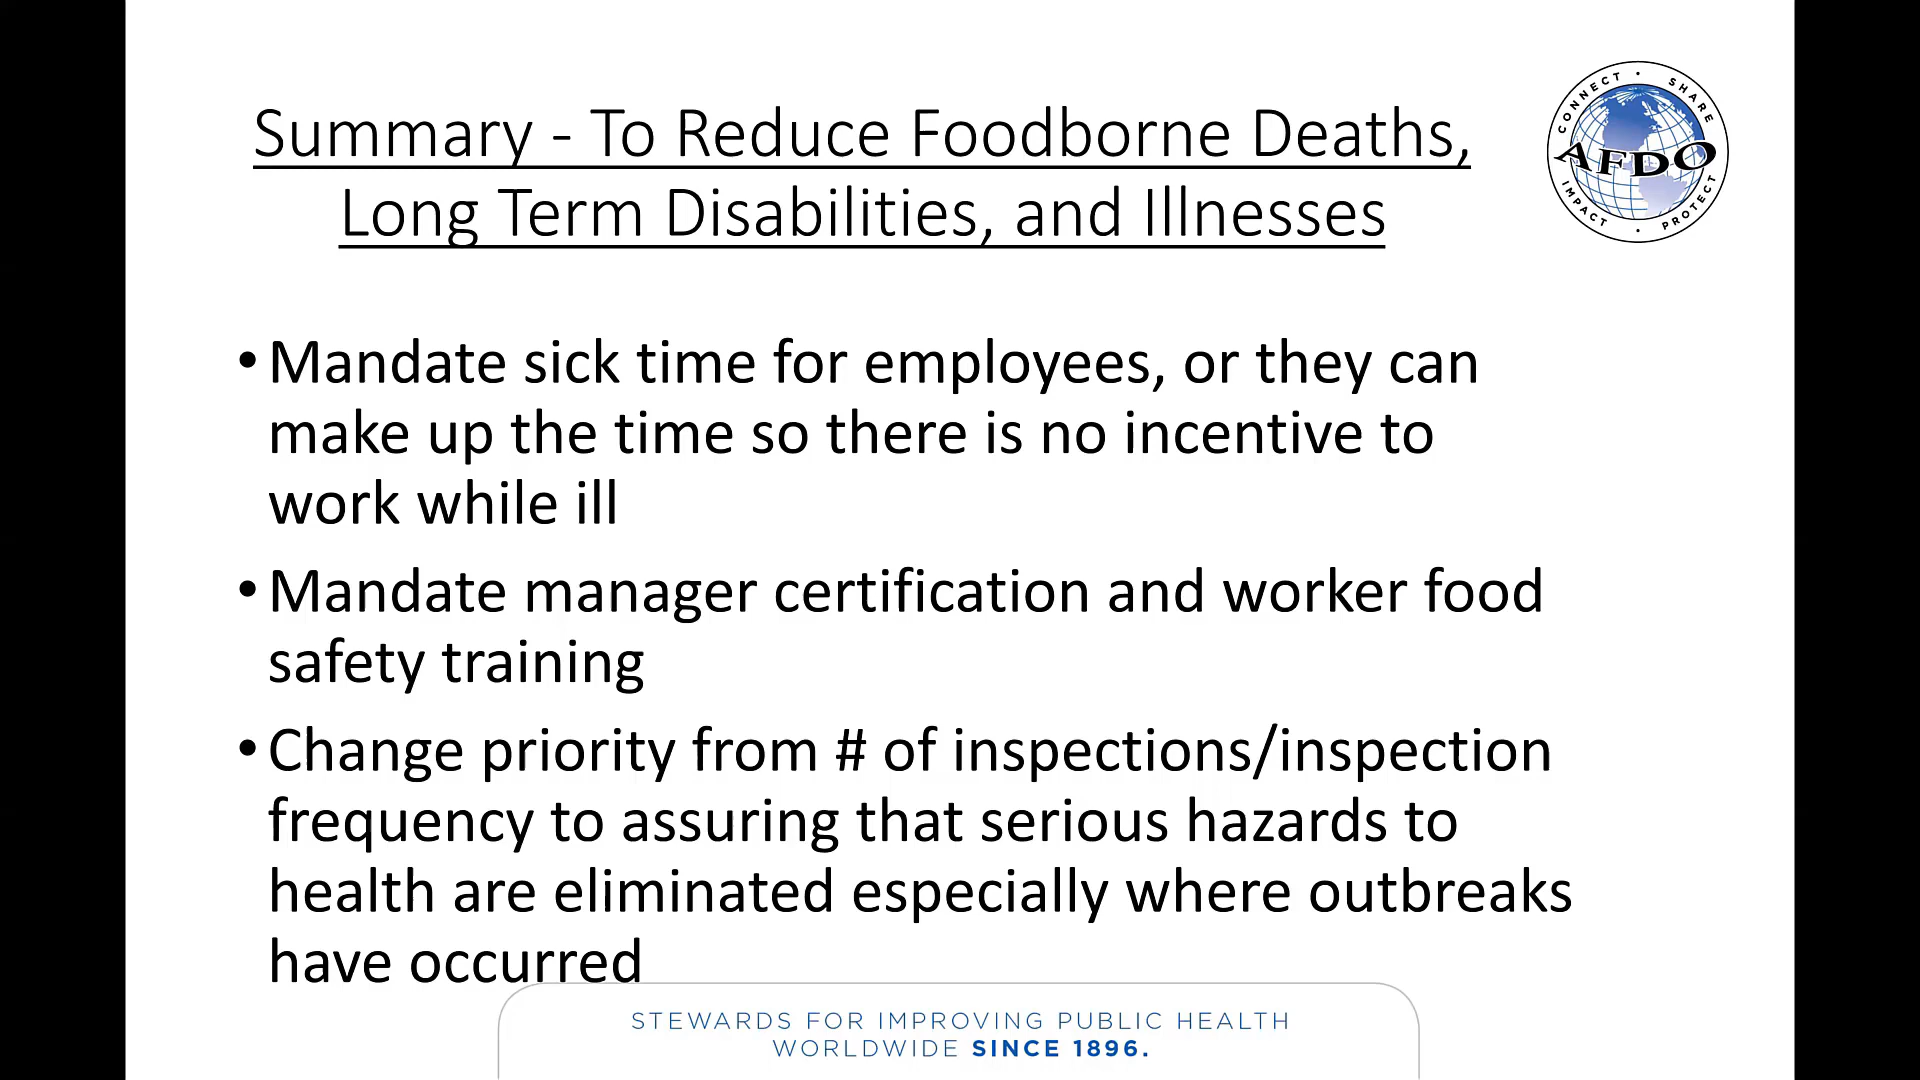 Summary - To Reduce Foodborne Deaths,
Long Term Disabilities, and Illnesses
CONNECT • SHARE
AFDO
IMPACT • PROTECT
• Mandate sick time for employees, or they can
make up the time so there is no incentive to
work while ill
• Mandate manager certification and worker food
safety training
• Change priority from # of inspections/inspection
frequency to assuring that serious hazards to
health are eliminated especially where outbreaks
have occurred
STEWARDS FOR IMPROVING PUBLIC HEALTH
WORLDWIDE SINCE 1896.